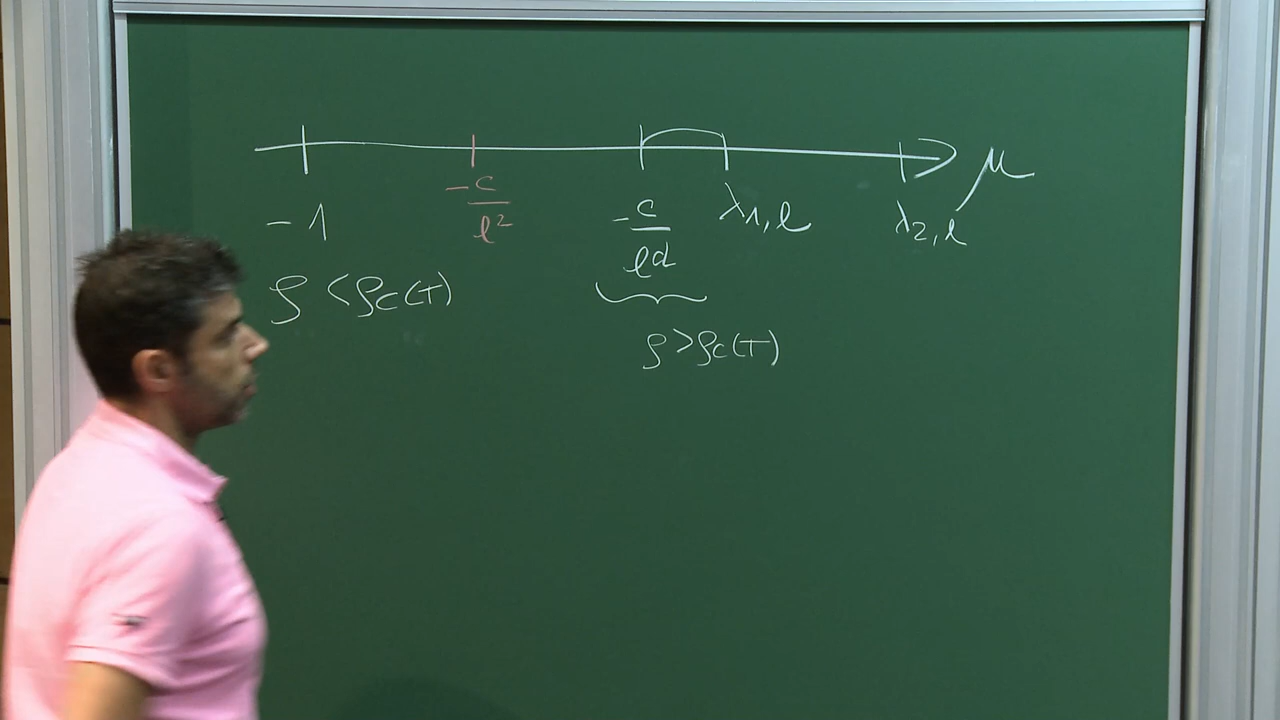 μ
-1 -c/ℓ² -c/ℓd λ1,ℓ λ2,ℓ
ρ < ρc(T)
ρ > ρc(T)